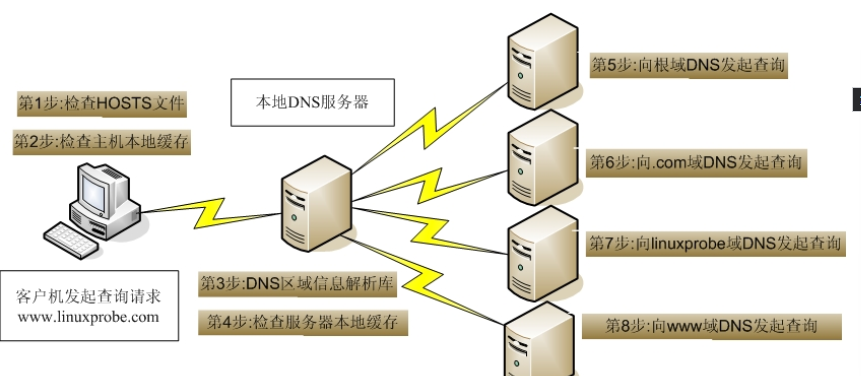 第1步:检查HOSTS文件
第2步:检查主机本地缓存
客户机发起查询请求
www.linuxprobe.com
本地DNS服务器
第3步:DNS区域信息解析库
第4步:检查服务器本地缓存
第5步:向根域DNS发起查询
第6步:向.com域DNS发起查询
第7步:向linuxprobe域DNS发起查询
第8步:向www域DNS发起查询